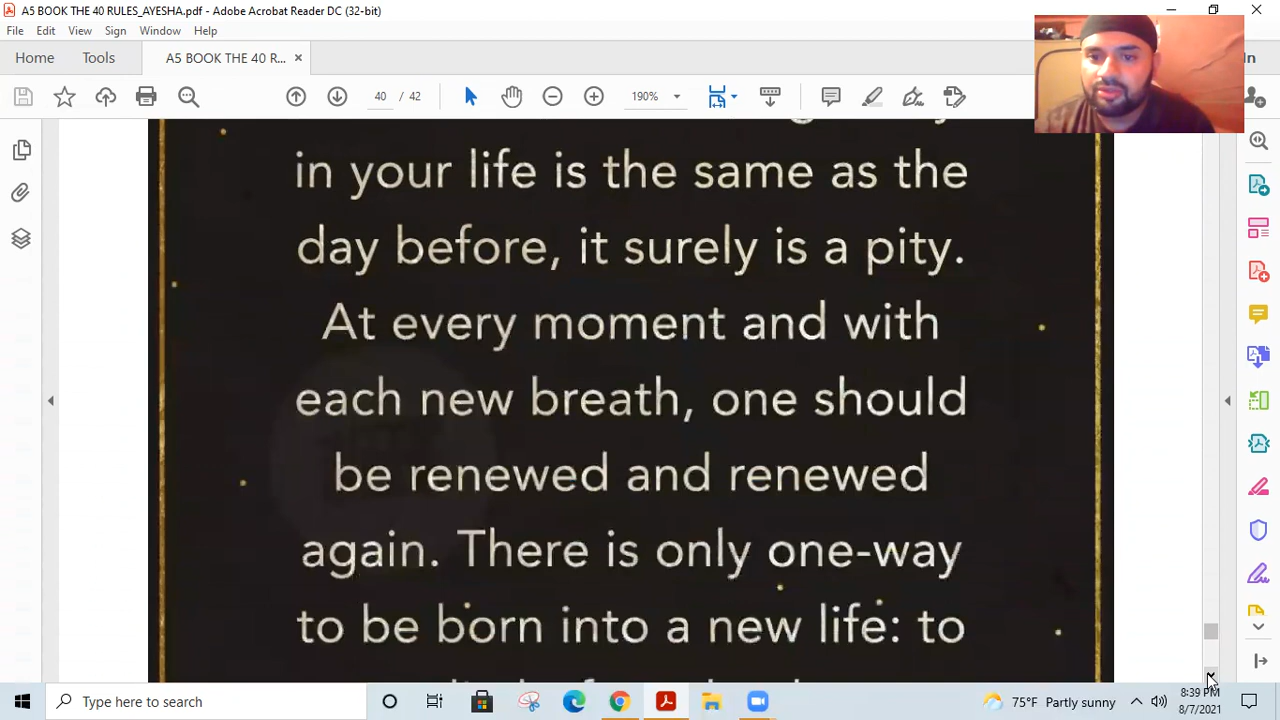 A5 BOOK THE 40 RULES_AYESHA.pdf - Adobe Acrobat Reader DC (32-bit)
File Edit View Sign Window Help
Home Tools A5 BOOK THE 40 R... In
40 / 42 190%
in your life is the same as the
day before, it surely is a pity.
At every moment and with
each new breath, one should
be renewed and renewed
again. There is only one-way
to be born into a new life: to
Type here to search
75°F Partly sunny
8:39 PM
8/7/2021